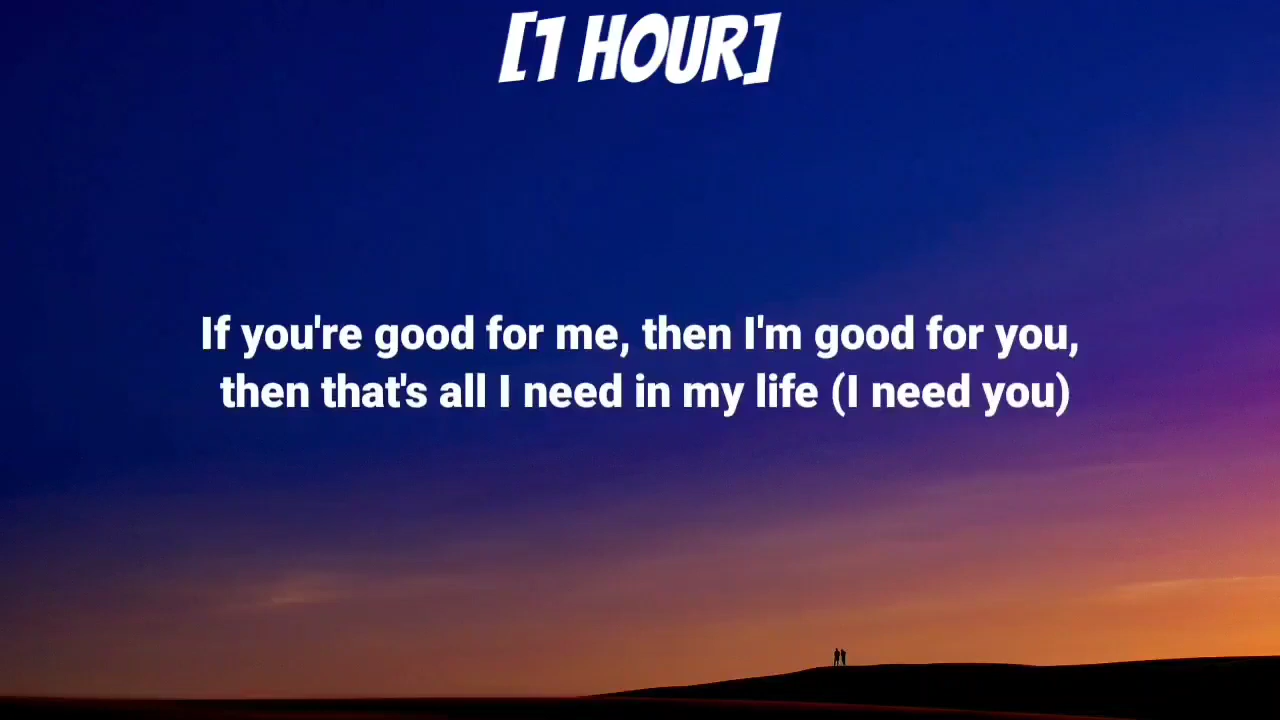 [1 HOUR]
If you're good for me, then I'm good for you,
then that's all I need in my life (I need you)